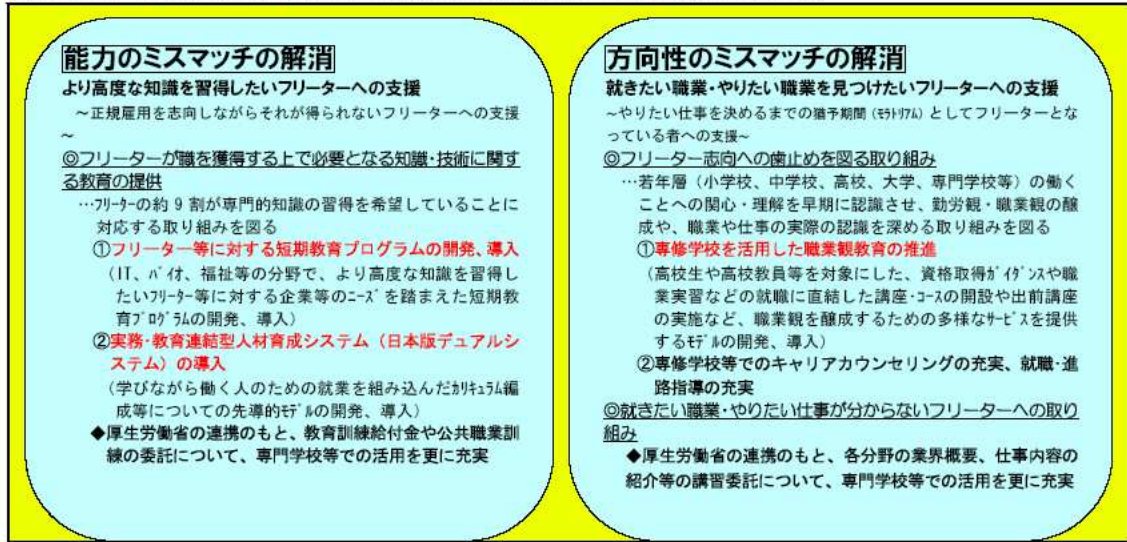 能力のミスマッチの解消
より高度な知識を習得したいフリーターへの支援
～正規雇用を志向しながらそれが得られないフリーターへの支援
～
◎フリーターが職を獲得する上で必要となる知識・技術に関す
る教育の提供
…ﾌﾘｰﾀｰの約9割が専門的知識の習得を希望していることに
対応する取り組みを図る
①フリーター等に対する短期教育プログラムの開発、導入
（IT、ﾊﾞｲｵ、福祉等の分野で、より高度な知識を習得し
たいﾌﾘｰﾀｰ等に対する企業等のﾆｰｽﾞを踏まえた短期教
育ﾌﾟﾛｸﾞﾗﾑの開発、導入）
②実務・教育連結型人材育成システム（日本版デュアルシ
ステム）の導入
（学びながら働く人のための就業を組み込んだｶﾘｷｭﾗﾑ編
成等についての先導的ﾓﾃﾞﾙの開発、導入）
◆厚生労働省の連携のもと、教育訓練給付金や公共職業訓
練の委託について、専門学校等での活用を更に充実
方向性のミスマッチの解消
就きたい職業・やりたい職業を見つけたいフリーターへの支援
～やりたい仕事を決めるまでの猶予期間（ﾓﾗﾄﾘｱﾑ）としてフリーターとな
っている者への支援～
◎フリーター志向への歯止めを図る取り組み
…若年層（小学校、中学校、高校、大学、専門学校等）の働く
ことへの関心・理解を早期に認識させ、勤労観・職業観の醸
成や、職業や仕事の実際の認識を深める取り組みを図る
①専修学校を活用した職業観教育の推進
（高校生や高校教員等を対象にした、資格取得ｶﾞｲﾀﾞﾝｽや職
業実習などの就職に直結した講座･ｺｰｽの開設や出前講座
の実施など、職業観を醸成するための多様なｻｰﾋﾞｽを提供
するﾓﾃﾞﾙの開発、導入）
②専修学校等でのキャリアカウンセリングの充実、就職・進
路指導の充実
◎就きたい職業・やりたい仕事が分からないフリーターへの取り
組み
◆厚生労働省の連携のもと、各分野の業界概要、仕事内容の
紹介等の講習委託について、専門学校等での活用を更に充実